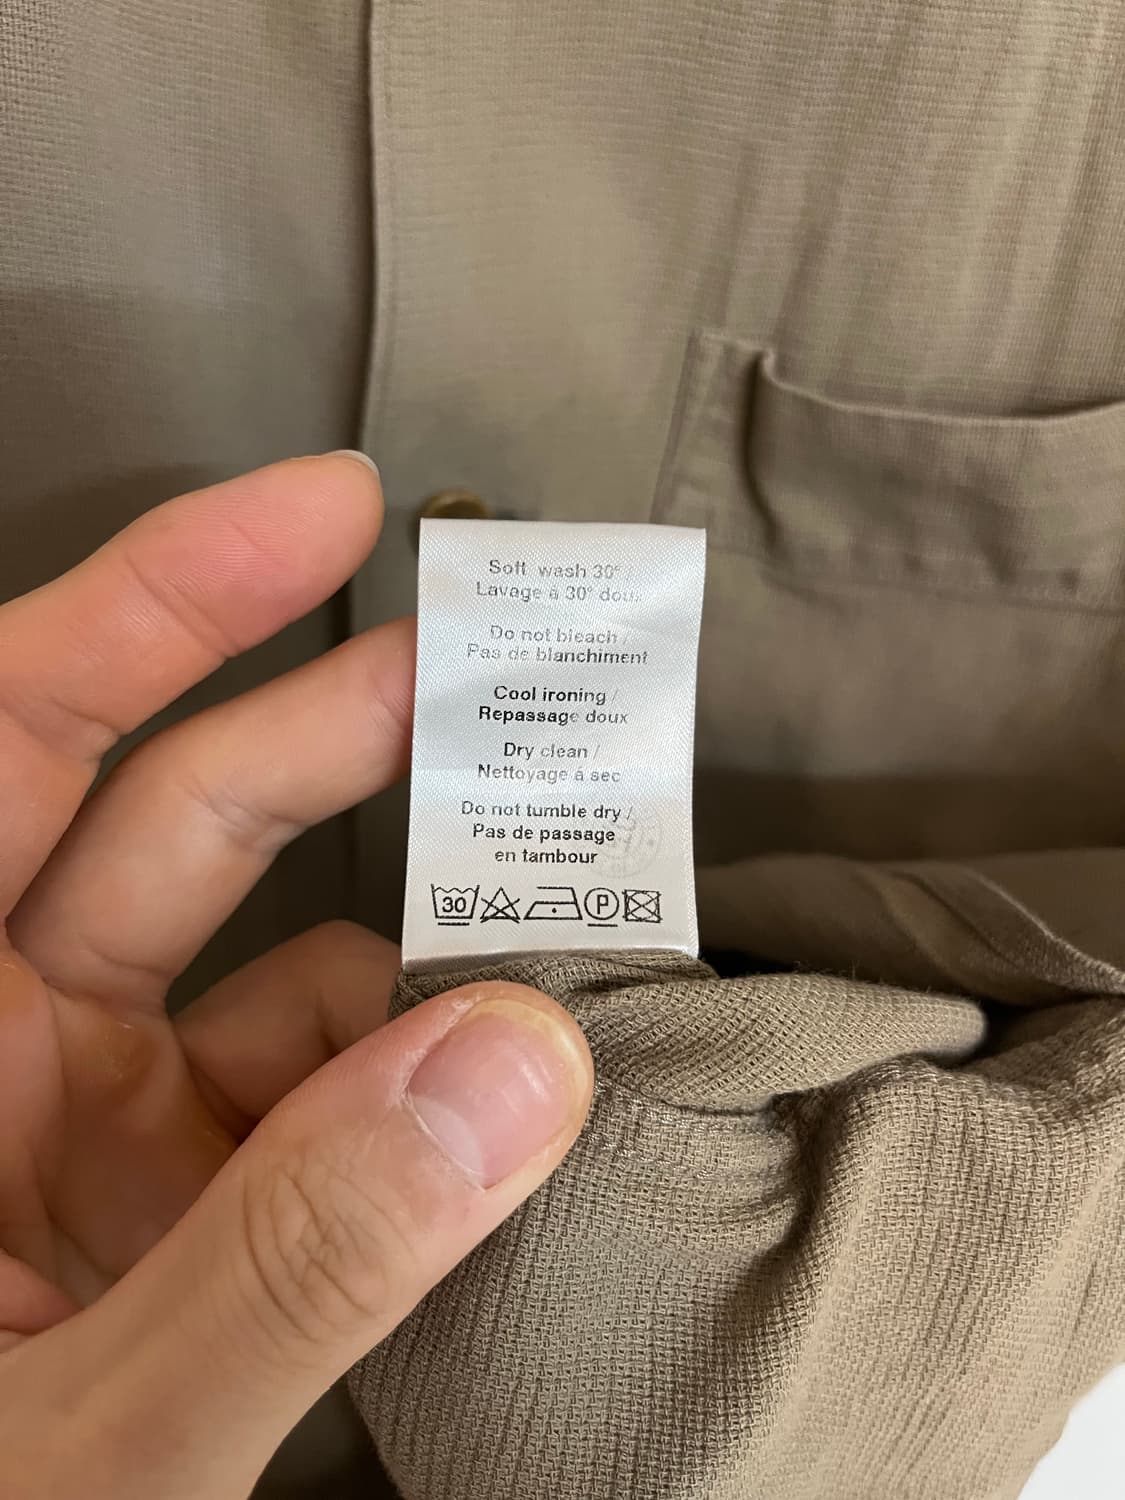 Soft wash 30° /
Lavage à 30° doux
Do not bleach /
Pas de blanchiment
Cool ironing /
Repassage doux
Dry clean /
Nettoyage à sec
Do not tumble dry /
Pas de passage
en tambour
30 P